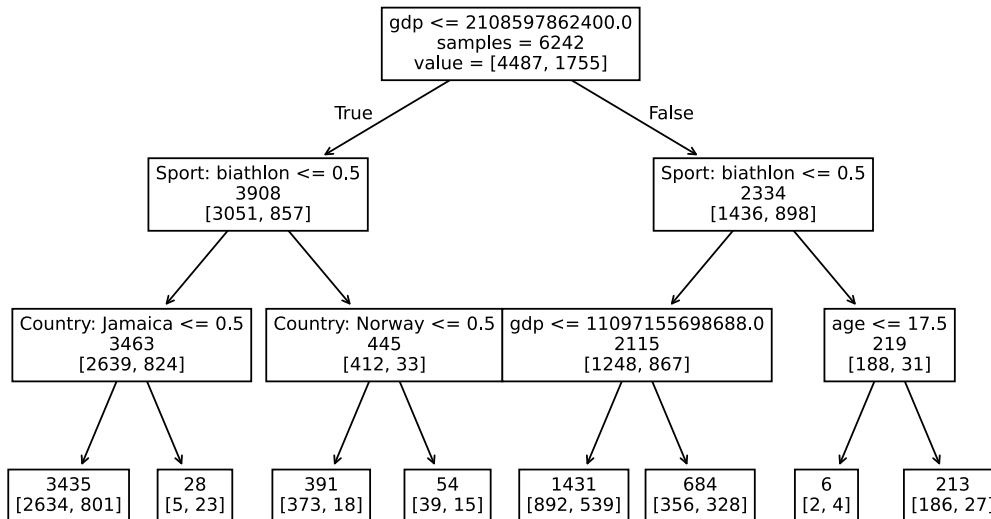 gdp <= 2108597862400.0
samples = 6242
value = [4487, 1755]
True
False
Sport: biathlon <= 0.5
3908
[3051, 857]
Sport: biathlon <= 0.5
2334
[1436, 898]
Country: Jamaica <= 0.5
3463
[2639, 824]
Country: Norway <= 0.5
445
[412, 33]
gdp <= 11097155698688.0
2115
[1248, 867]
age <= 17.5
219
[188, 31]
3435
[2634, 801]
28
[5, 23]
391
[373, 18]
54
[39, 15]
1431
[892, 539]
684
[356, 328]
6
[2, 4]
213
[186, 27]